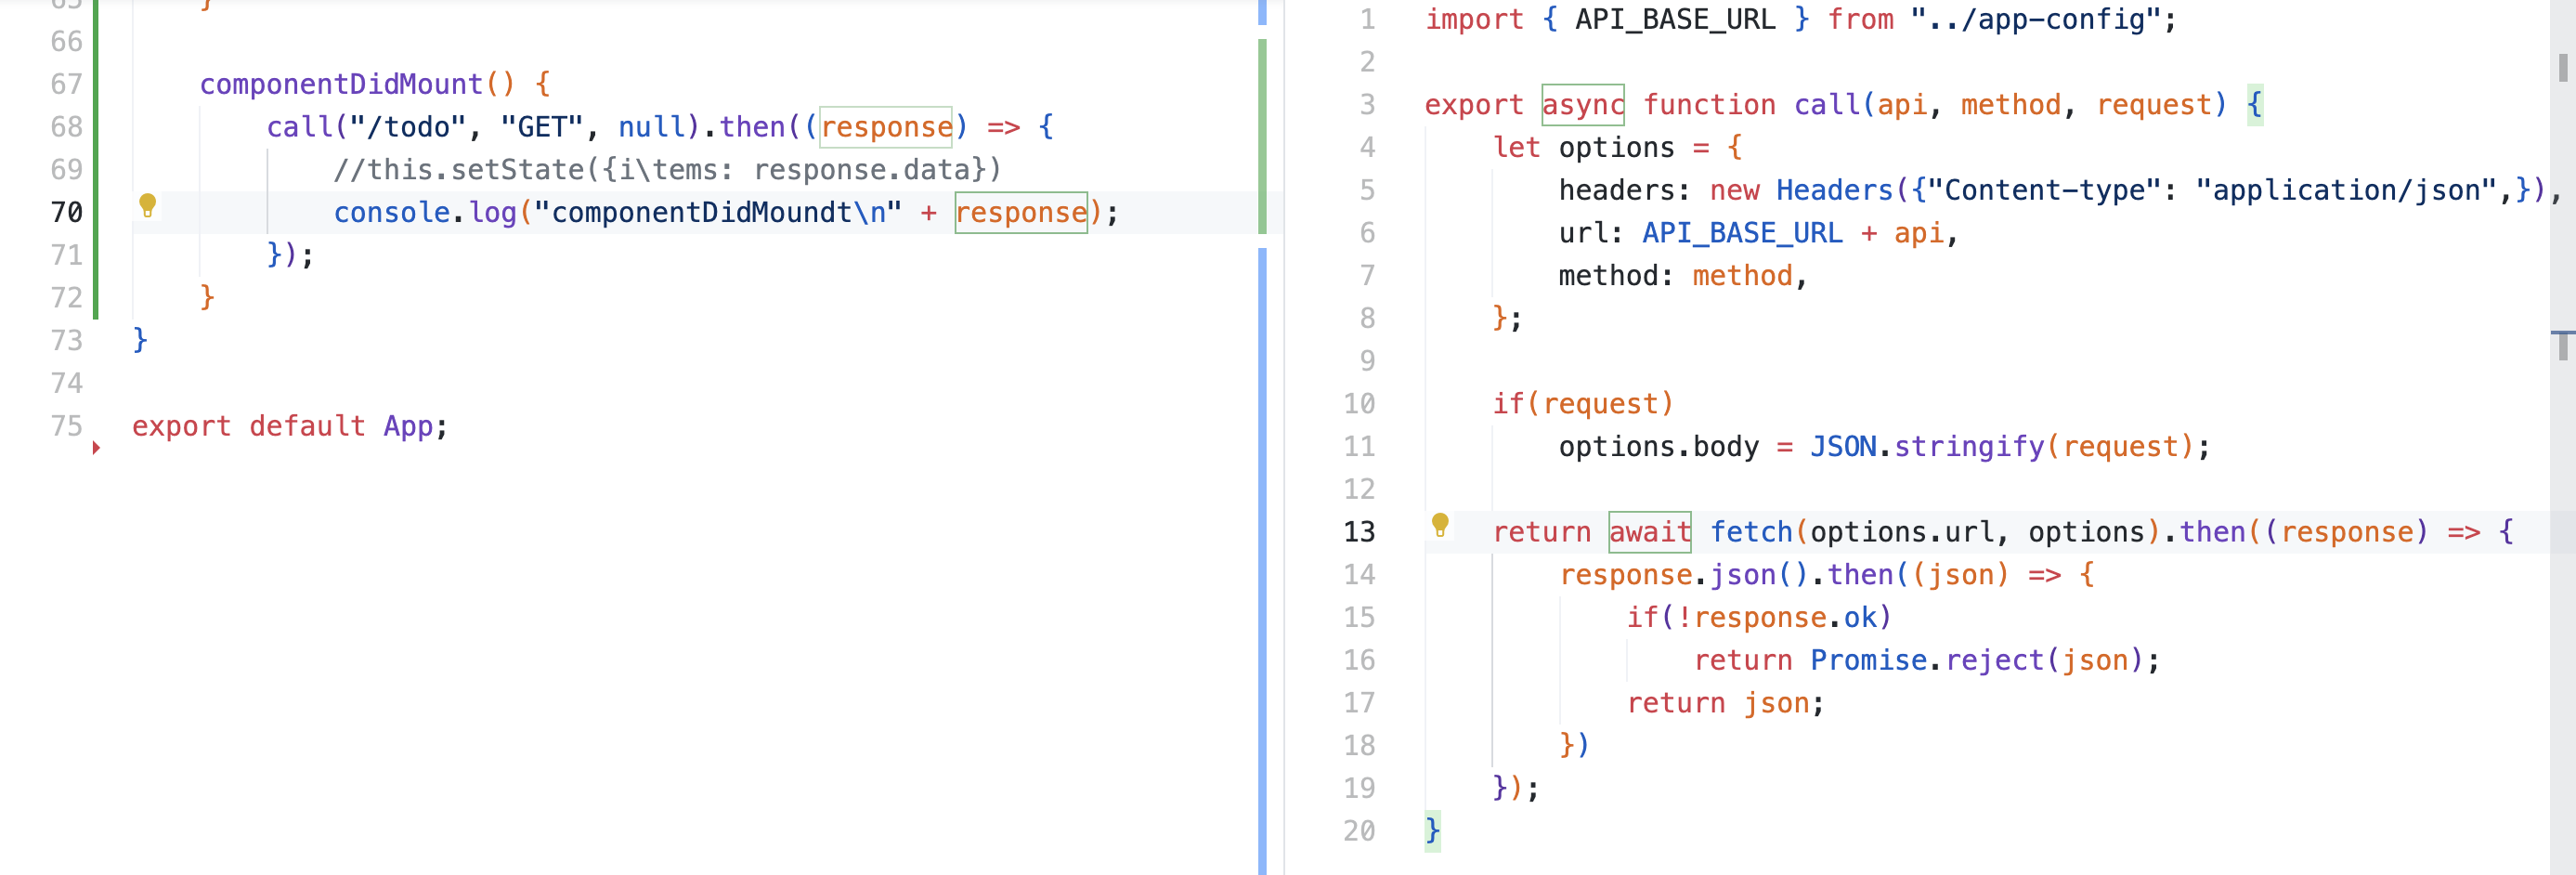 65 }
66
67 componentDidMount() {
68 call("/todo", "GET", null).then((response) => {
69 //this.setState({i\tems: response.data})
70 console.log("componentDidMoundt\n" + response);
71 });
72 }
73 }
74
75 export default App;
1 import { API_BASE_URL } from "../app-config";
2
3 export async function call(api, method, request) {
4 let options = {
5 headers: new Headers({"Content-type": "application/json",}),
6 url: API_BASE_URL + api,
7 method: method,
8 };
9
10 if(request)
11 options.body = JSON.stringify(request);
12
13 return await fetch(options.url, options).then((response) => {
14 response.json().then((json) => {
15 if(!response.ok)
16 return Promise.reject(json);
17 return json;
18 })
19 });
20 }